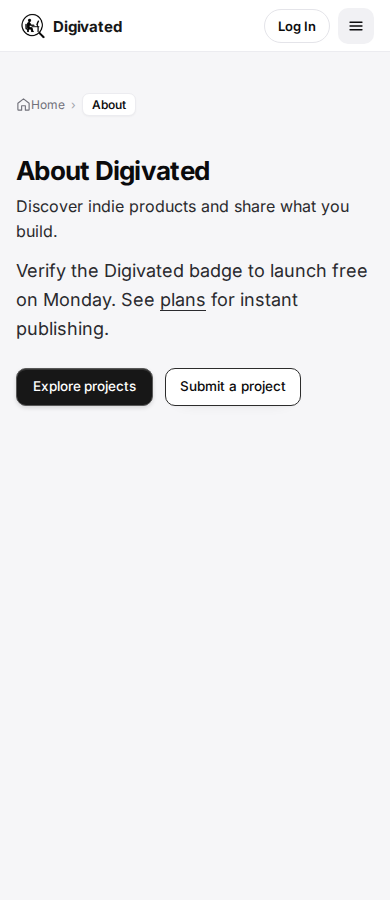 Digivated
Log In
Home › About
About Digivated
Discover indie products and share what you
build.
Verify the Digivated badge to launch free
on Monday. See plans for instant
publishing.
Explore projects
Submit a project